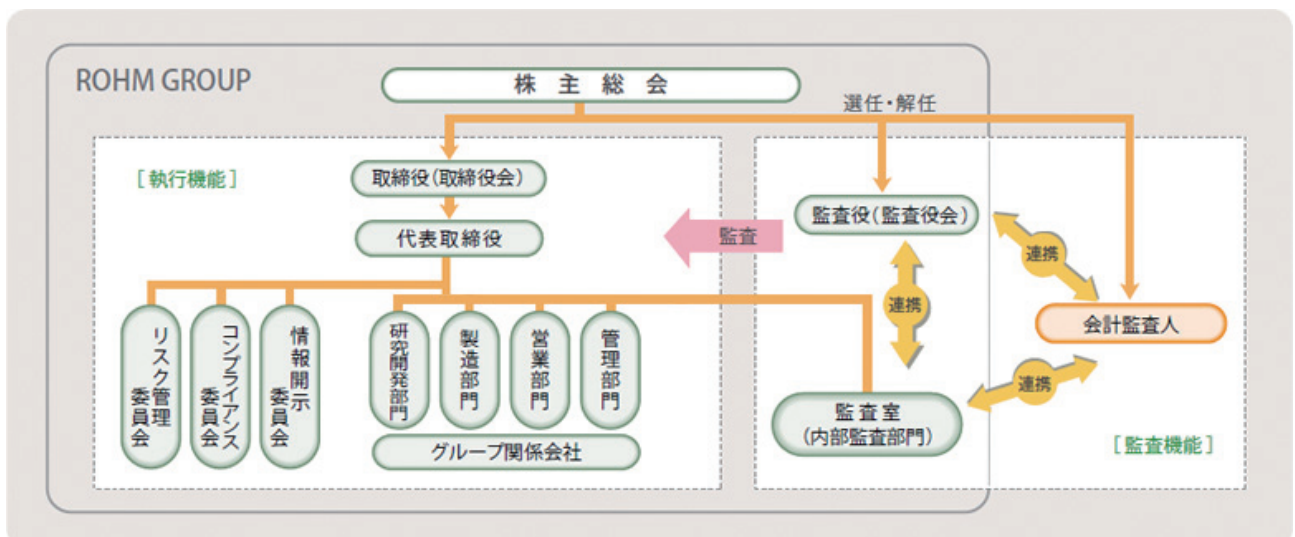 ROHM GROUP
株主総会
選任・解任
[執行機能]
取締役(取締役会)
代表取締役
監査
監査役(監査役会)
連携
連携
会計監査人
連携
リスク管理
委員会
コンプライアンス
委員会
情報開示
委員会
研究開発部門
製造部門
営業部門
管理部門
グループ関係会社
監査室
(内部監査部門)
[監査機能]